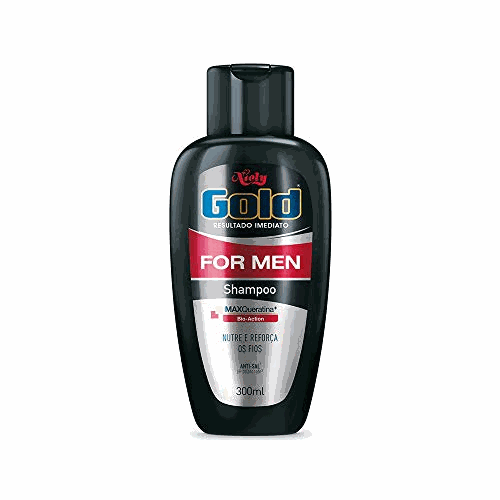 Niely
Gold
RESULTADO IMEDIATO
FOR MEN
Shampoo
MAXQueratina+
Bio-Action
NUTRE E REFORÇA
OS FIOS
ANTI-SAL
300ml